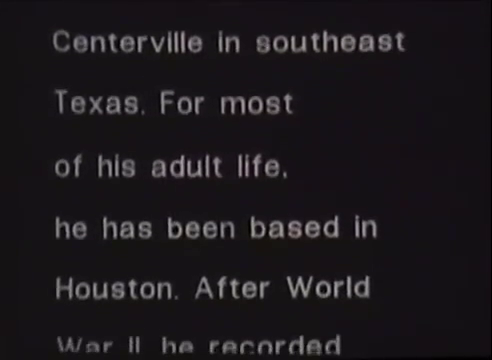 Centerville in southeast
Texas. For most
of his adult life,
he has been based in
Houston. After World
War II he recorded